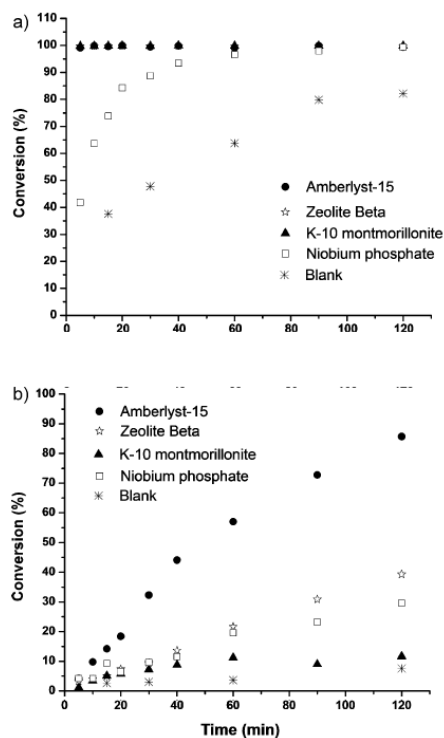 a)
110
100
90
80
70
60
50
40
30
20
10
0
Conversion (%)
Amberlyst-15
Zeolite Beta
K-10 montmorillonite
Niobium phosphate
Blank
0 20 40 60 80 100 120
b)
100
90
80
70
60
50
40
30
20
10
0
Conversion (%)
Amberlyst-15
Zeolite Beta
K-10 montmorillonite
Niobium phosphate
Blank
0 20 40 60 80 100 120
Time (min)